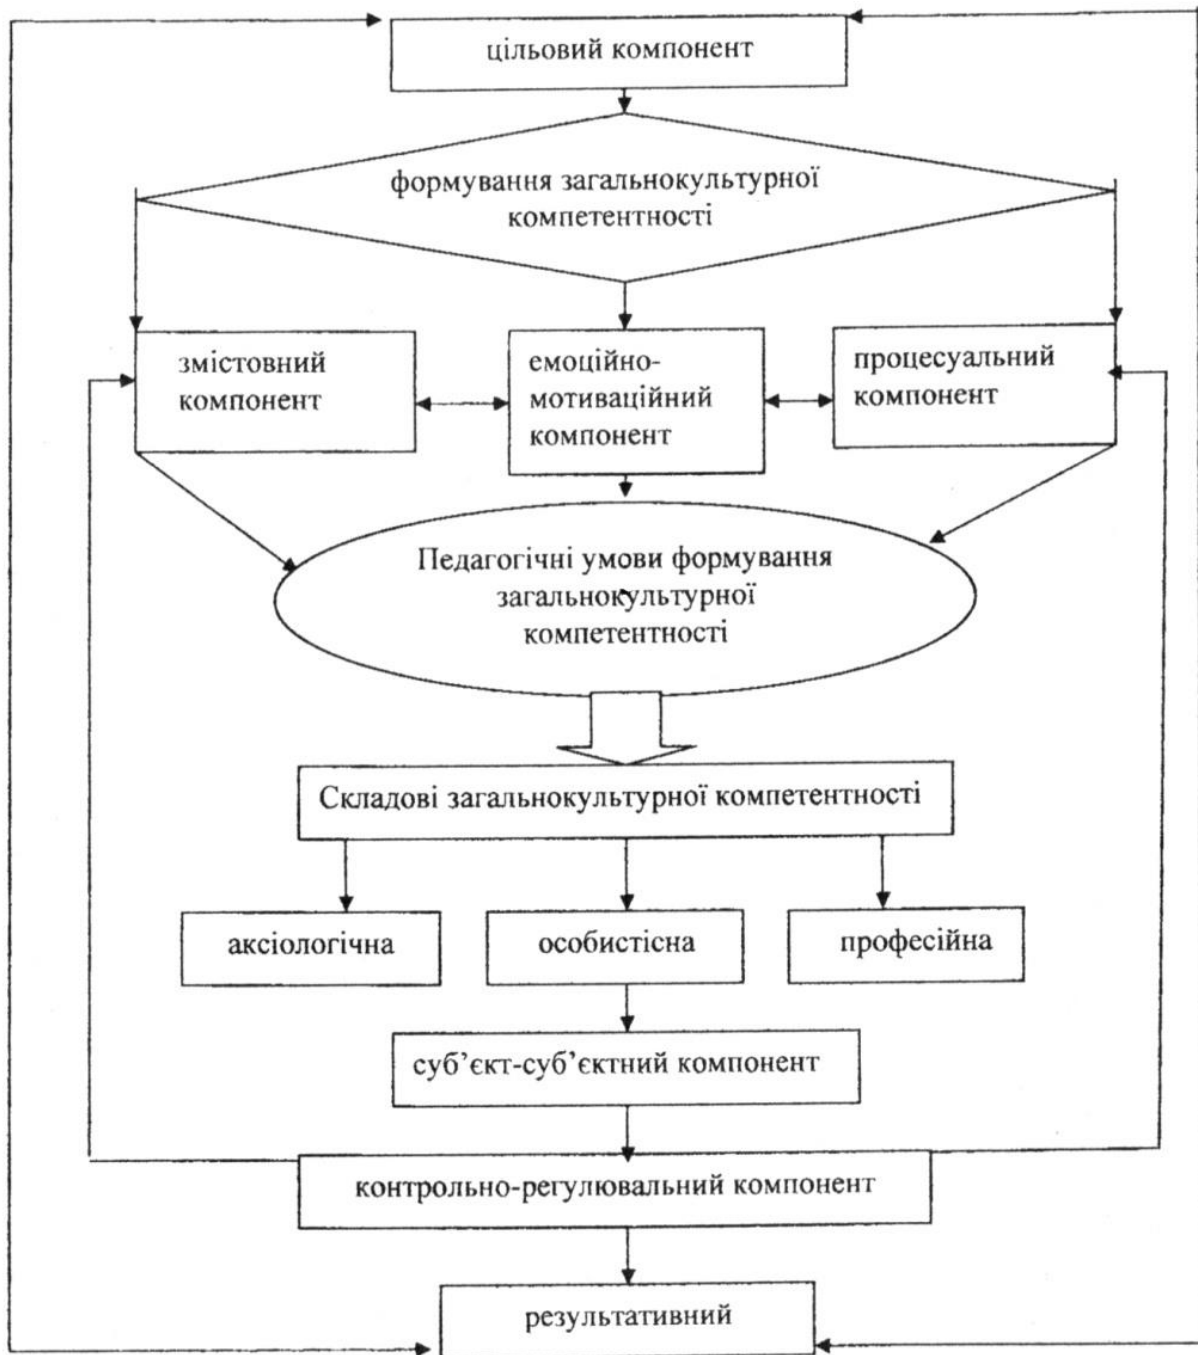 цільовий компонент
формування загальнокультурної
компетентності
змістовний
компонент
емоційно-
мотиваційний
компонент
процесуальний
компонент
Педагогічні умови формування
загальнокультурної
компетентності
Складові загальнокультурної компетентності
аксіологічна
особистісна
професійна
суб’єкт-суб’єктний компонент
контрольно-регулювальний компонент
результативний